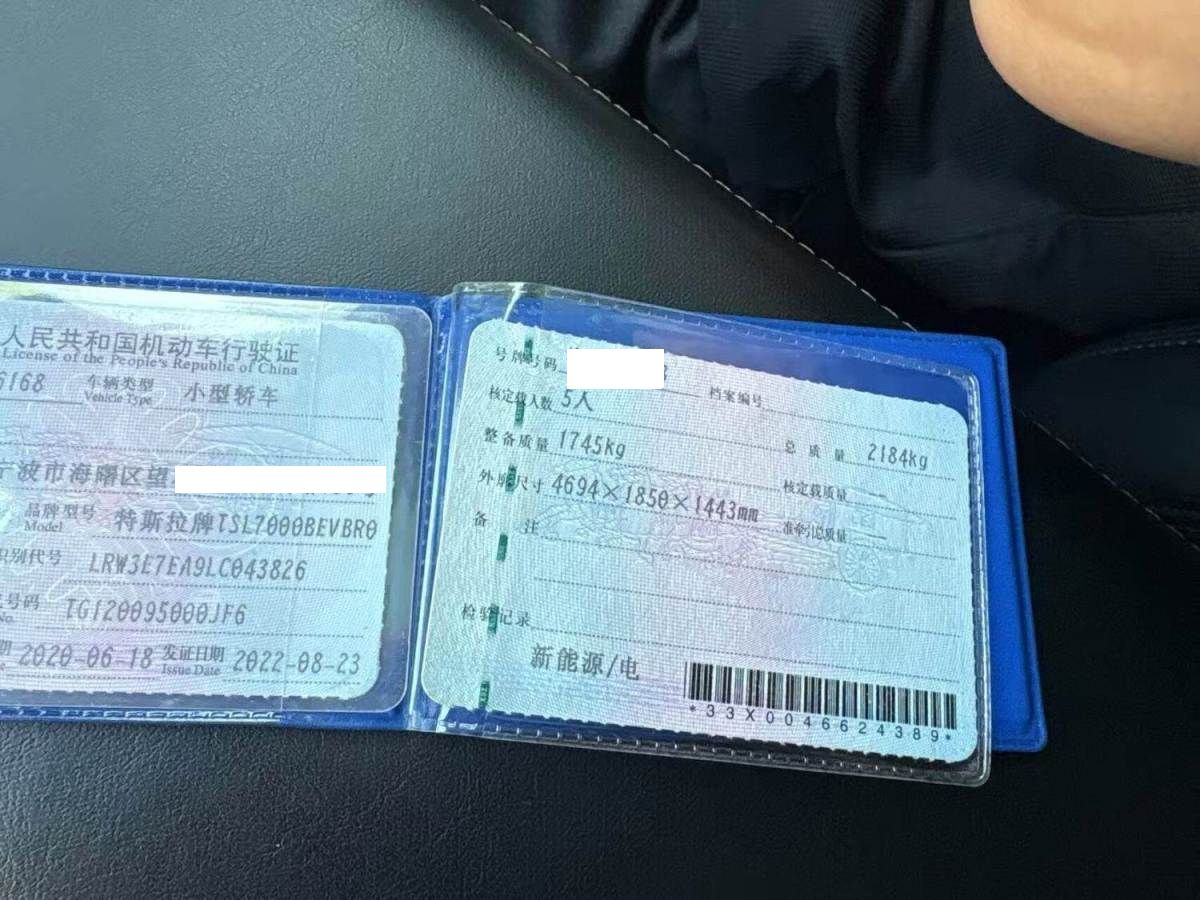 人民共和国机动车行驶证
License of the People's Republic of China
6168 车辆类型 小型轿车
Vehicle Type
宁波市海曙区望
品牌型号 特斯拉牌TSL7000BEVBR0
Model
识别代号 LRW3E7EA9LC043826
号码 TG120095000JF6
No.
期 2020-06-18 发证日期 2022-08-23
Issue Date
号牌号码 档案编号
核定载人数 5人
整备质量 1745kg 总质量 2184kg
外廓尺寸 4694×1850×1443mm 核定载质量 --
备注 准牵引总质量
检验记录
新能源/电
*33X0046624389*